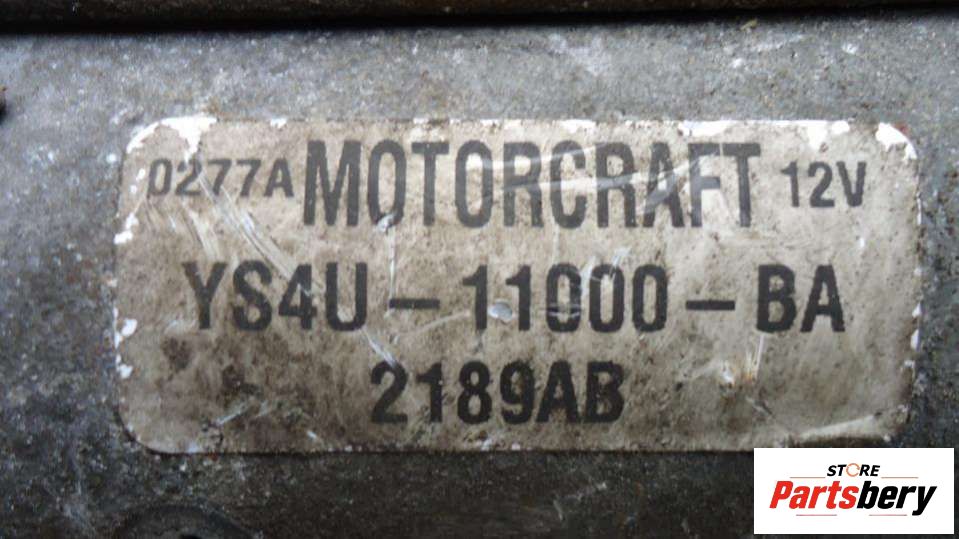 0277A MOTORCRAFT 12V
YS4U-11000-BA
2189AB
STORE
Partsbery